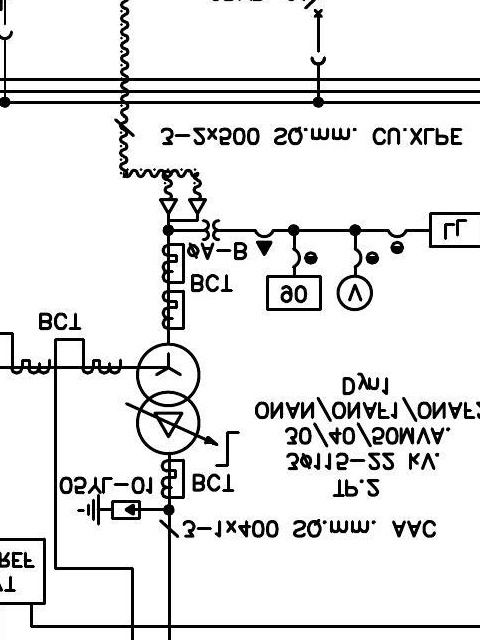 3-2x500 SQ.mm. CU.XLPE
LL
ØA-B
BCT
90
V
BCT
Dyn1
ONAN/ONAF1/ONAF2
30/40/50MVA.
3Ø115-22 kV.
TP.2
05YL-01
BCT
3-1x400 SQ.mm. AAC
REF